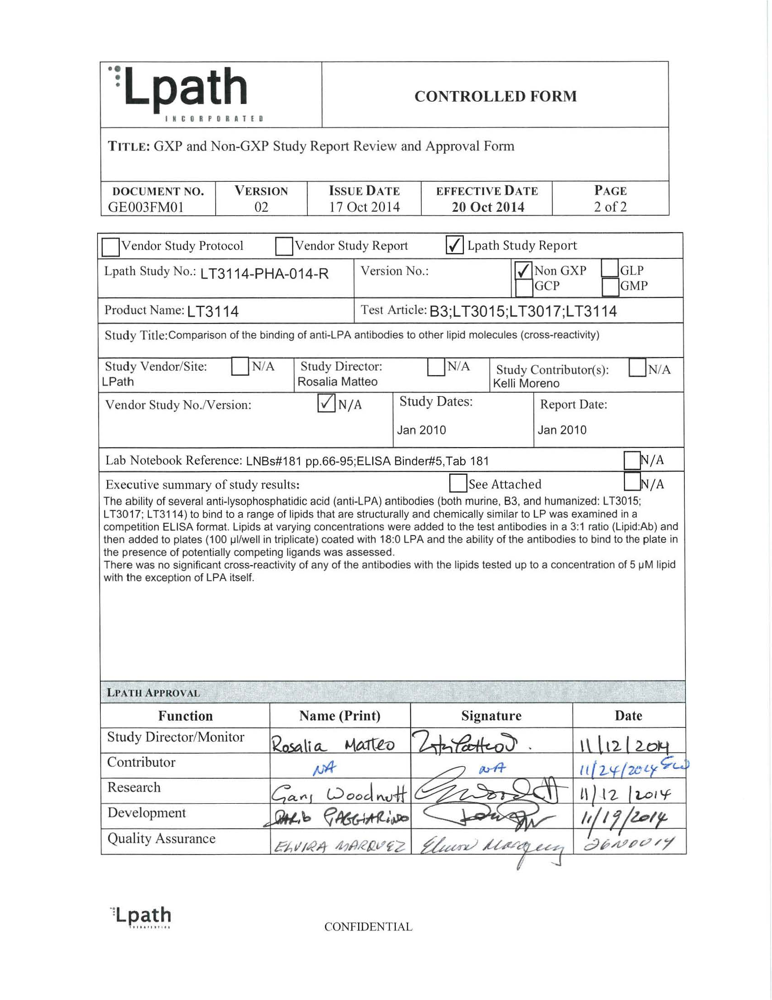 Lpath
INCORPORATED
CONTROLLED FORM
TITLE: GXP and Non-GXP Study Report Review and Approval Form
DOCUMENT NO. VERSION ISSUE DATE EFFECTIVE DATE PAGE
GE003FM01 02 17 Oct 2014 20 Oct 2014 2 of 2
Vendor Study Protocol Vendor Study Report ✓ Lpath Study Report
Lpath Study No.: LT3114-PHA-014-R Version No.: ✓ Non GXP GLP
GCP GMP
Product Name: LT3114 Test Article: B3;LT3015;LT3017;LT3114
Study Title:Comparison of the binding of anti-LPA antibodies to other lipid molecules (cross-reactivity)
Study Vendor/Site: N/A Study Director: N/A Study Contributor(s): N/A
LPath Rosalia Matteo Kelli Moreno
Vendor Study No./Version: ✓ N/A Study Dates: Report Date:
Jan 2010 Jan 2010
Lab Notebook Reference: LNBs#181 pp.66-95;ELISA Binder#5,Tab 181 N/A
Executive summary of study results: See Attached N/A
The ability of several anti-lysophosphatidic acid (anti-LPA) antibodies (both murine, B3, and humanized: LT3015;
LT3017; LT3114) to bind to a range of lipids that are structurally and chemically similar to LP was examined in a
competition ELISA format. Lipids at varying concentrations were added to the test antibodies in a 3:1 ratio (Lipid:Ab) and
then added to plates (100 µl/well in triplicate) coated with 18:0 LPA and the ability of the antibodies to bind to the plate in
the presence of potentially competing ligands was assessed.
There was no significant cross-reactivity of any of the antibodies with the lipids tested up to a concentration of 5 µM lipid
with the exception of LPA itself.
LPATH APPROVAL
Function Name (Print) Signature Date
Study Director/Monitor Rosalia Matteo 11/12/2014
Contributor NA NA 11/24/2014 GW
Research Woodnutt 11/12/2014
Development PAGGIARINO 11/19/2014
Quality Assurance ELVIRA MARQUEZ Elvira Marquez 26NOV14
Lpath
THERAPEUTICS
CONFIDENTIAL